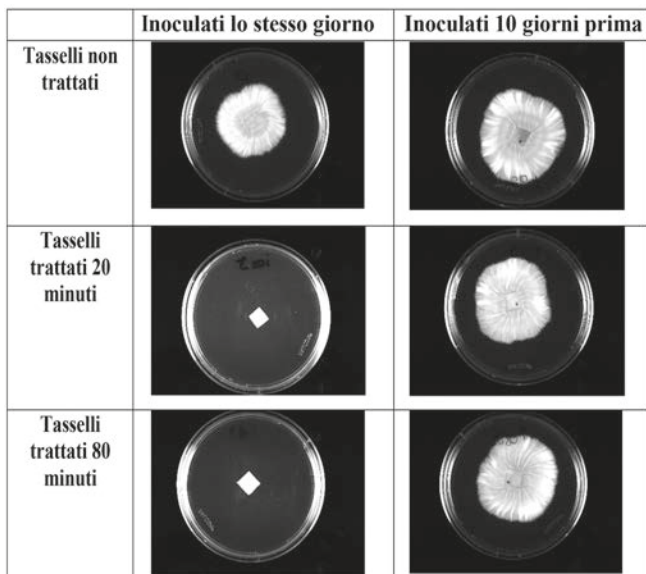 Inoculati lo stesso giorno
Inoculati 10 giorni prima
Tasselli non
trattati
Tasselli
trattati 20
minuti
Tasselli
trattati 80
minuti